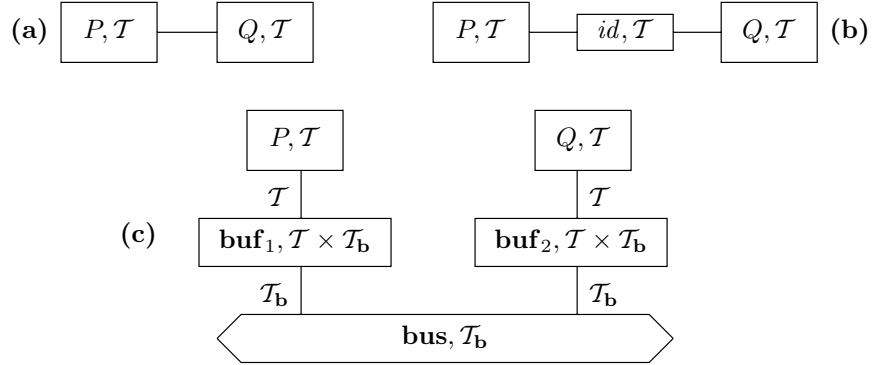 (a) P, 𝒯 Q, 𝒯 P, 𝒯 id, 𝒯 Q, 𝒯 (b)
P, 𝒯 Q, 𝒯
𝒯 𝒯
(c) buf₁, 𝒯 × 𝒯_b buf₂, 𝒯 × 𝒯_b
𝒯_b 𝒯_b
bus, 𝒯_b